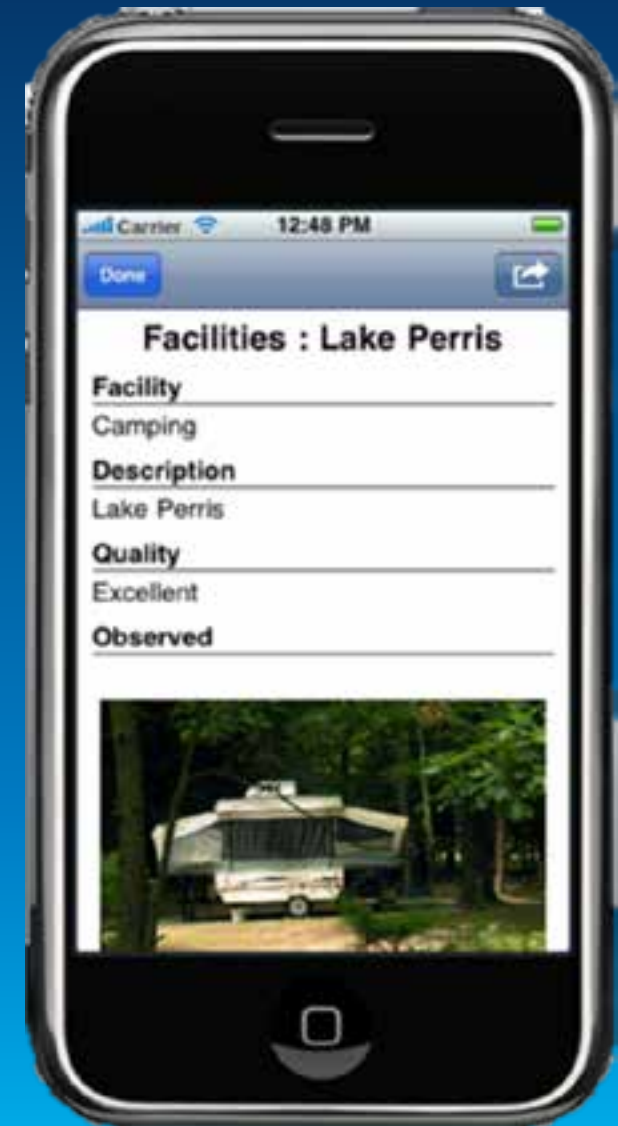 Carrier 12:48 PM
Done
Facilities : Lake Perris
Facility
Camping
Description
Lake Perris
Quality
Excellent
Observed